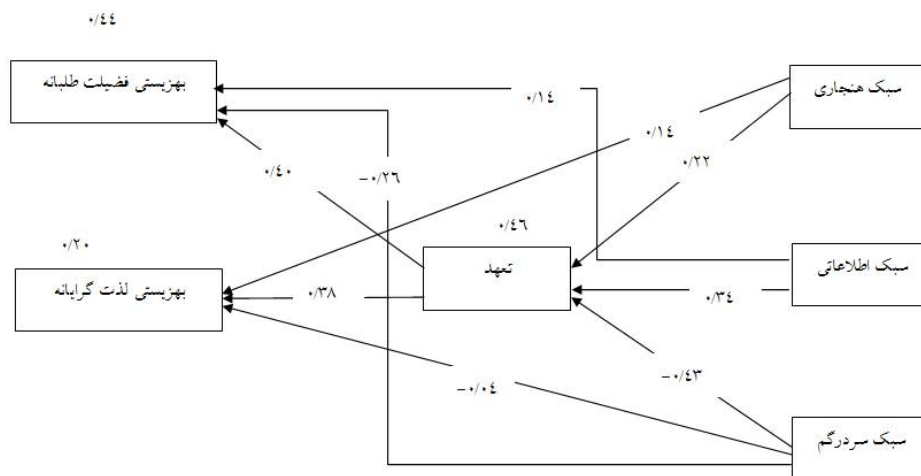 ۰/٤٤
بهزیستی فضیلت طلبانه
سبک هنجاری
۰/۱٤
۰/۱٤
۰/٤۰
-۰/۲٦
۰/۲۲
۰/٤٦
۰/۲۰
تعهد
سبک اطلاعاتی
بهزیستی لذت گرایانه
۰/۳۸
۰/۳٤
-۰/۰٤
-۰/٤۳
سبک سردرگم